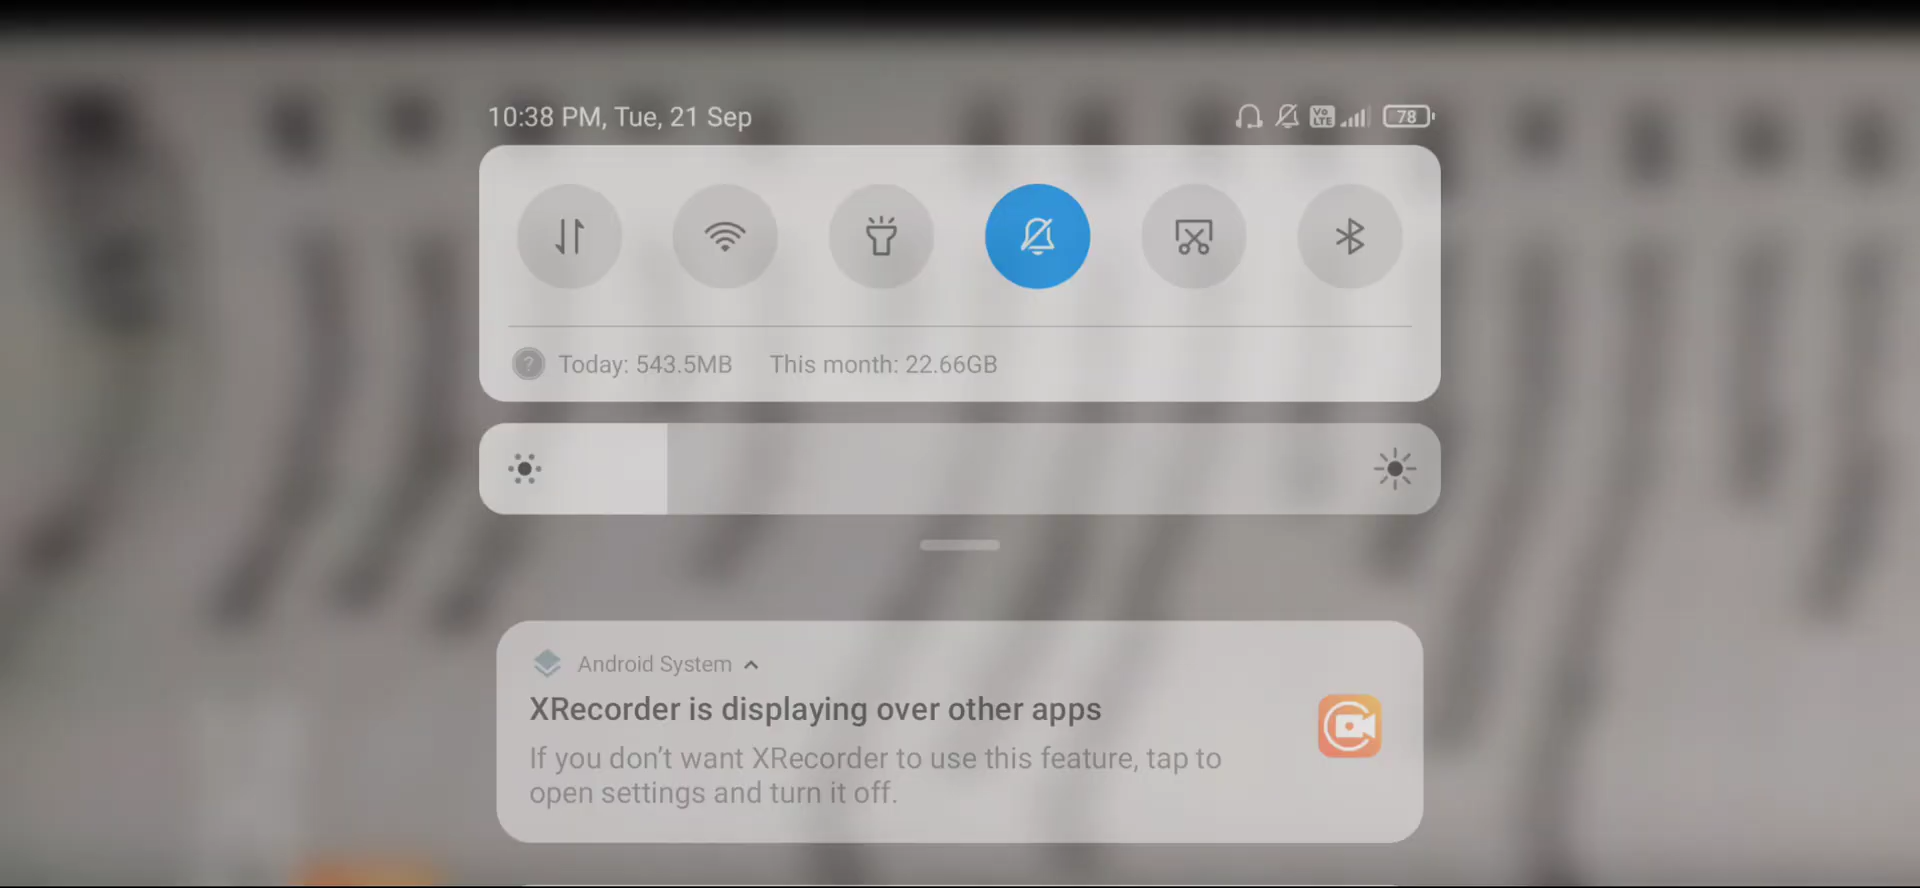 10:38 PM, Tue, 21 Sep
Vo LTE
78
Today: 543.5MB This month: 22.66GB
Android System
XRecorder is displaying over other apps
If you don’t want XRecorder to use this feature, tap to
open settings and turn it off.